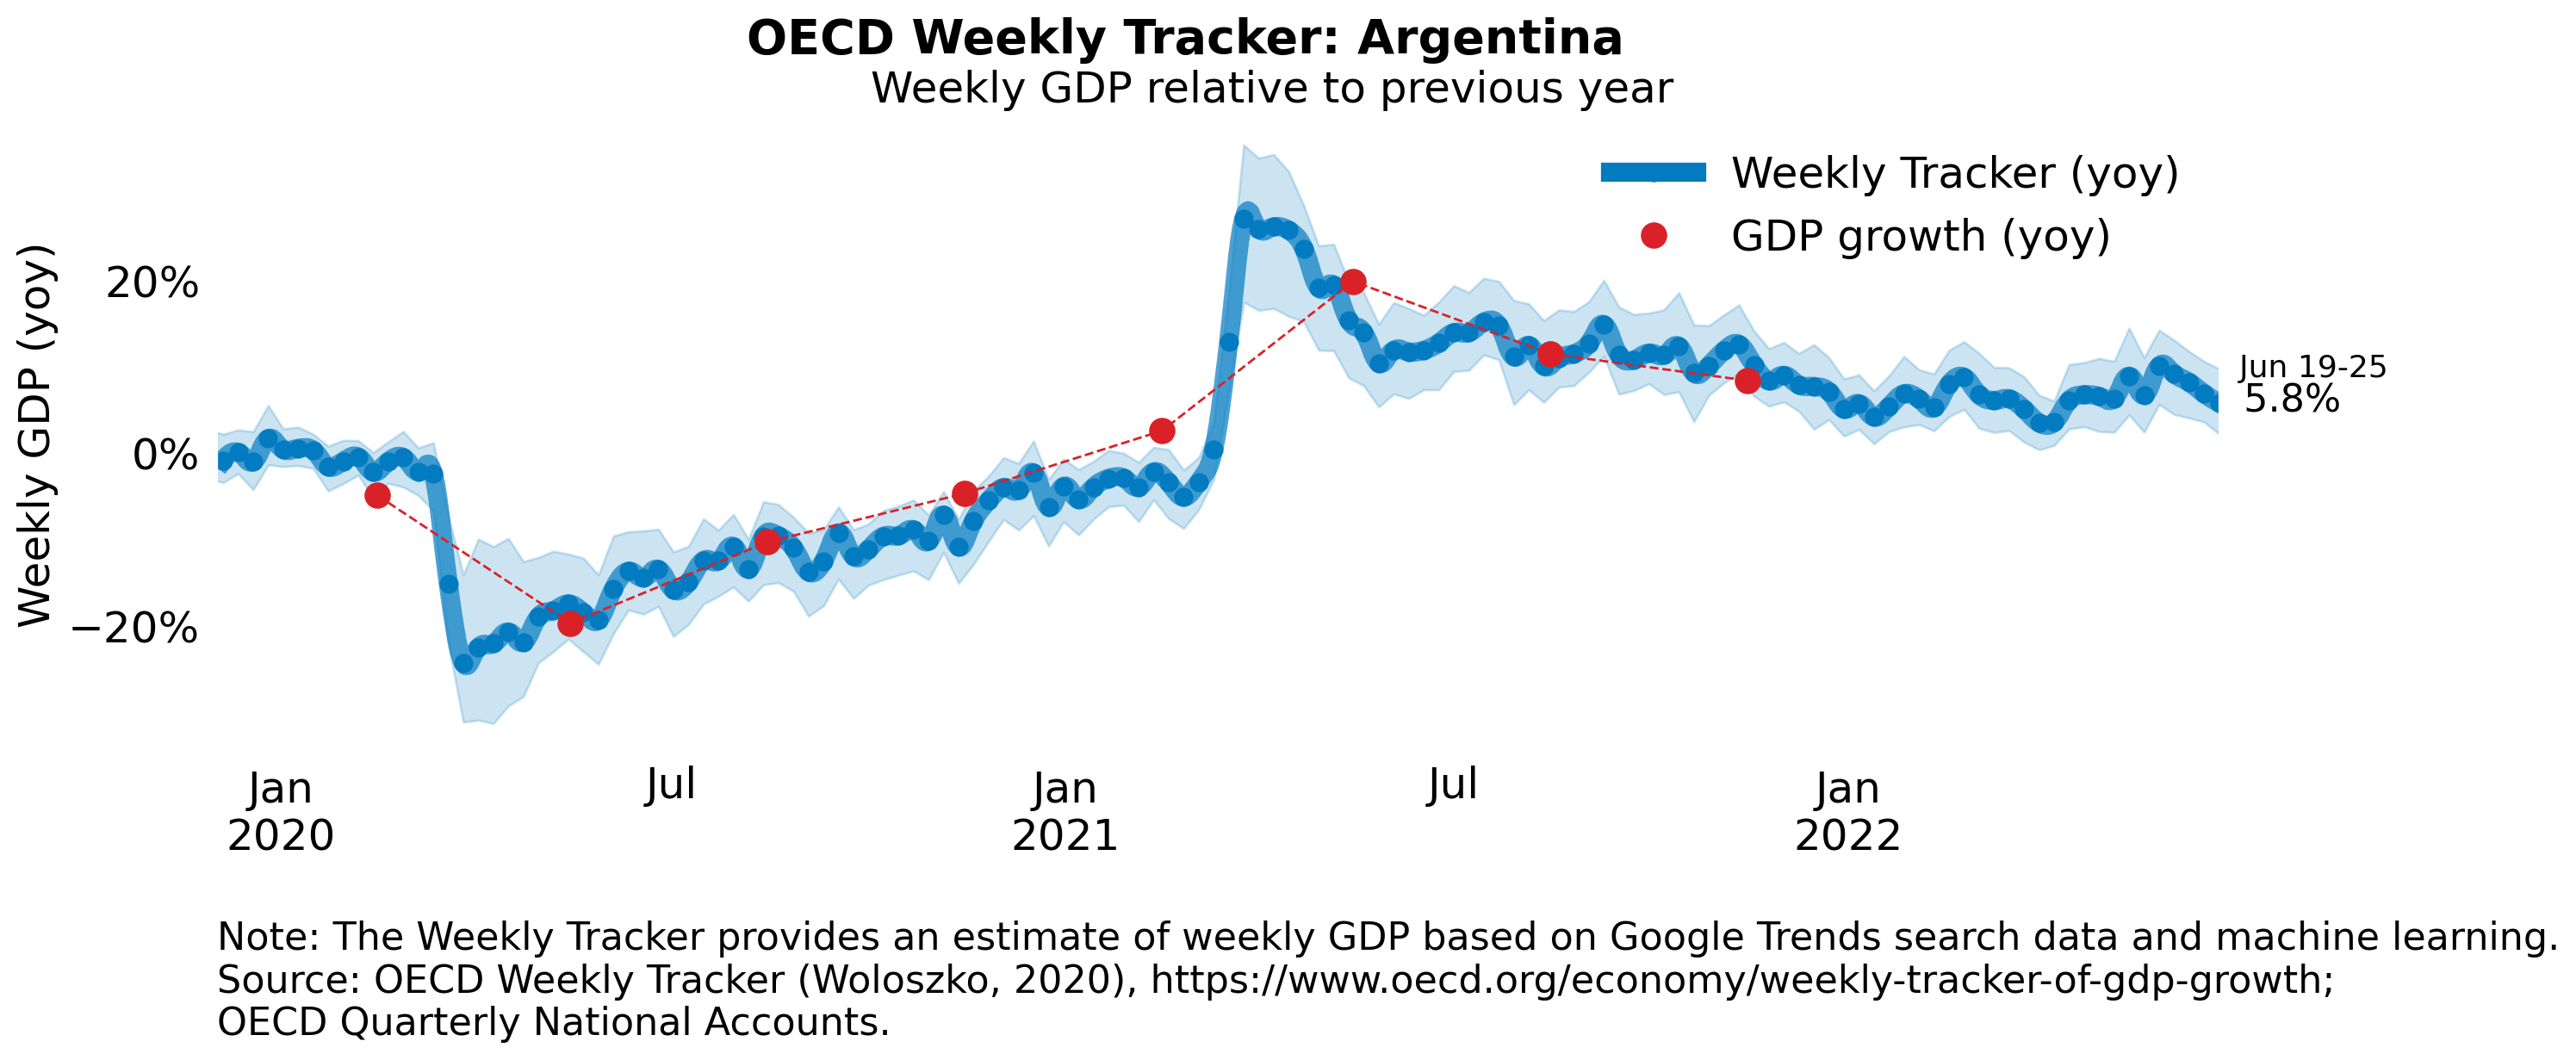 OECD Weekly Tracker: Argentina
Weekly GDP relative to previous year
Weekly Tracker (yoy)
GDP growth (yoy)
Weekly GDP (yoy)
20%
0%
−20%
Jun 19-25
5.8%
Jan
2020
Jul
Jan
2021
Jul
Jan
2022
Note: The Weekly Tracker provides an estimate of weekly GDP based on Google Trends search data and machine learning.
Source: OECD Weekly Tracker (Woloszko, 2020), https://www.oecd.org/economy/weekly-tracker-of-gdp-growth;
OECD Quarterly National Accounts.